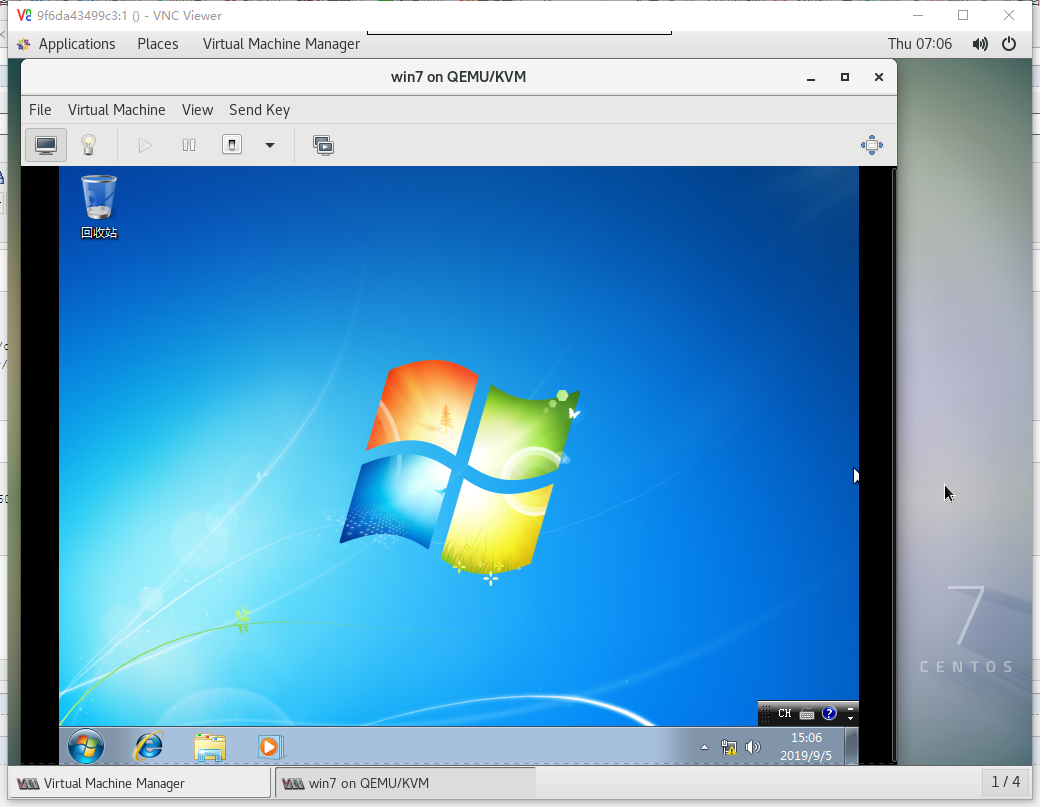 9f6da43499c3:1 () - VNC Viewer
Applications Places Virtual Machine Manager Thu 07:06
win7 on QEMU/KVM
File Virtual Machine View Send Key
回收站
7
CENTOS
CH
15:06
2019/9/5
Virtual Machine Manager win7 on QEMU/KVM 1 / 4